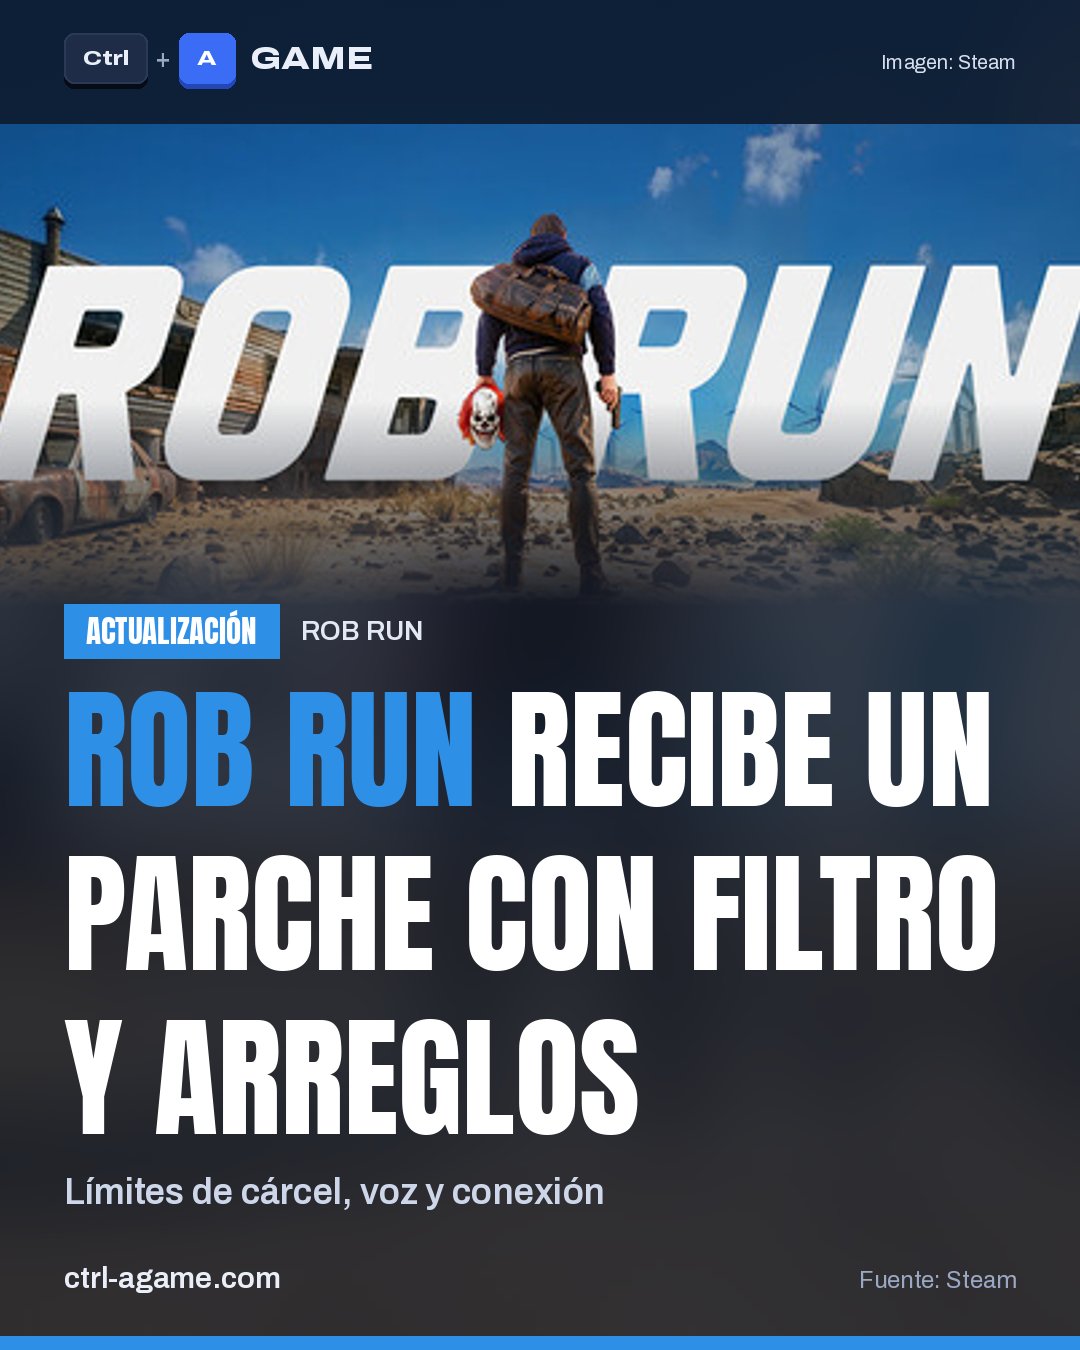 Ctrl + A GAME
Imagen: Steam
ROB RUN
ACTUALIZACIÓN ROB RUN
ROB RUN RECIBE UN
PARCHE CON FILTRO
Y ARREGLOS
Límites de cárcel, voz y conexión
ctrl-agame.com
Fuente: Steam